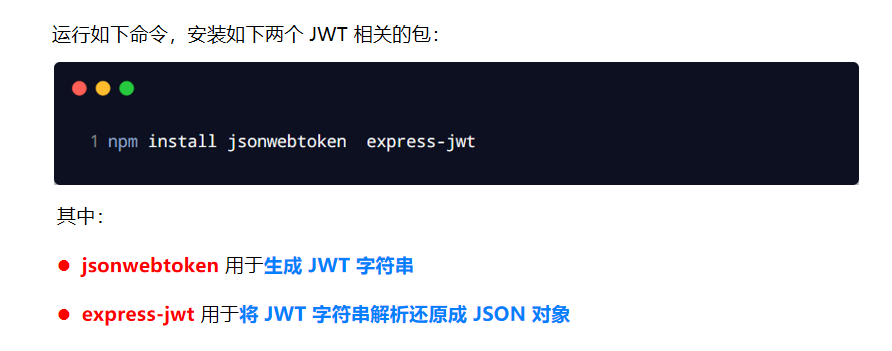 运行如下命令，安装如下两个 JWT 相关的包：
1 npm install jsonwebtoken  express-jwt
其中：
● jsonwebtoken 用于生成 JWT 字符串
● express-jwt 用于将 JWT 字符串解析还原成 JSON 对象